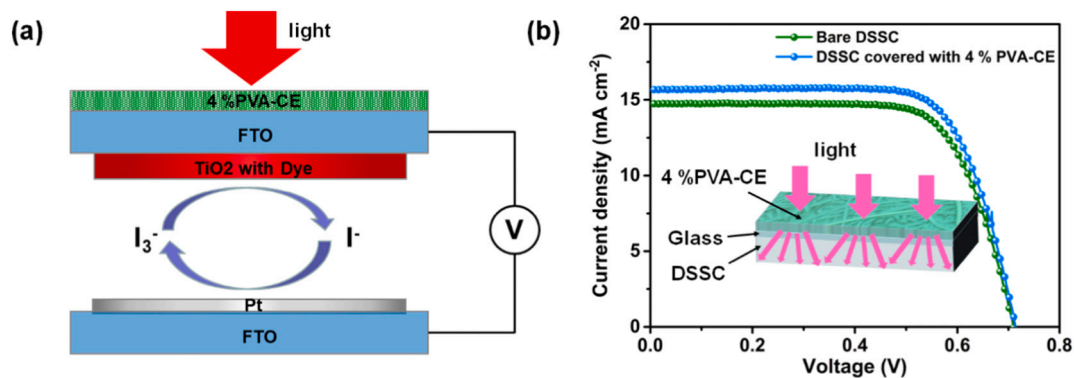 (a)
light
4 %PVA-CE
FTO
TiO2 with Dye
I3-
I-
V
Pt
FTO
(b)
Current density (mA cm-2)
20
15
10
5
0
Bare DSSC
DSSC covered with 4 % PVA-CE
light
4 %PVA-CE
Glass
DSSC
0.0
0.2
0.4
0.6
0.8
Voltage (V)